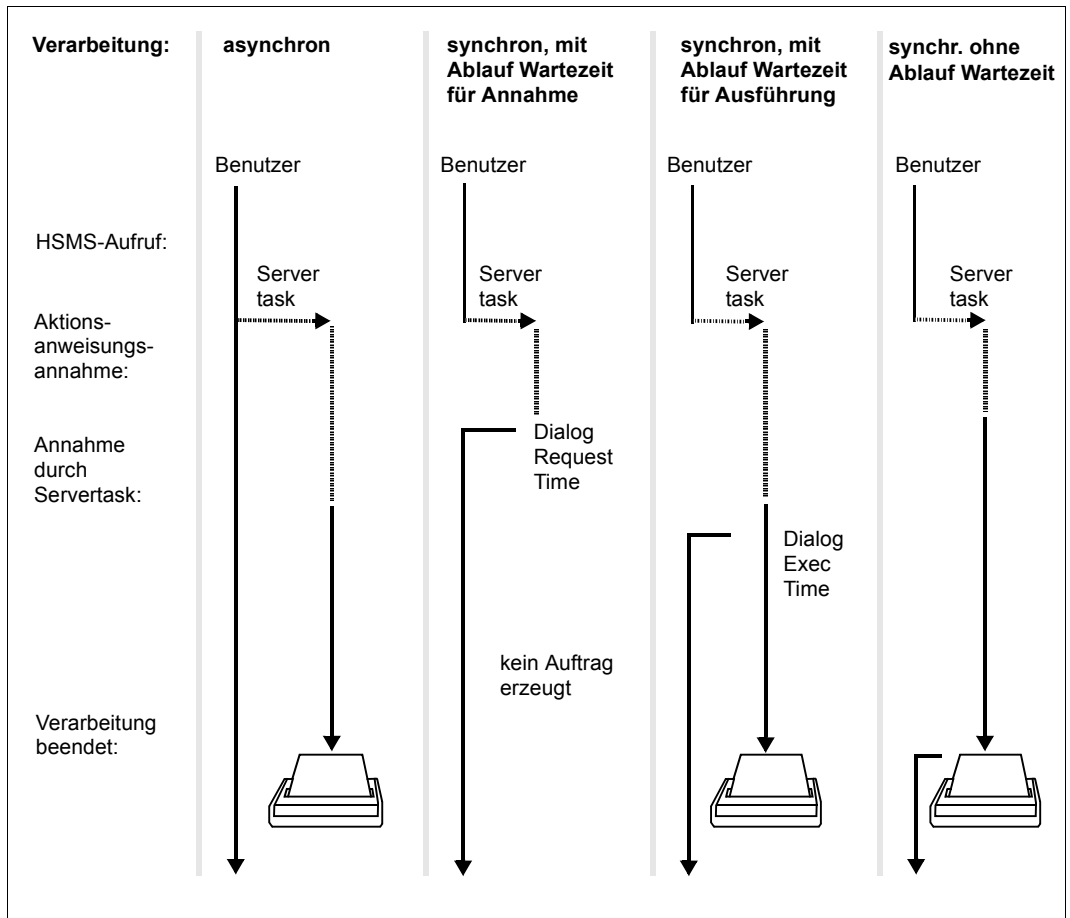 Verarbeitung:
asynchron
synchron, mit
Ablauf Wartezeit
für Annahme
synchron, mit
Ablauf Wartezeit
für Ausführung
synchr. ohne
Ablauf Wartezeit
Benutzer
Benutzer
Benutzer
Benutzer
HSMS-Aufruf:
Server
task
Server
task
Server
task
Server
task
Aktions-
anweisungs-
annahme:
Annahme
durch
Servertask:
Dialog
Request
Time
Dialog
Exec
Time
kein Auftrag
erzeugt
Verarbeitung
beendet: